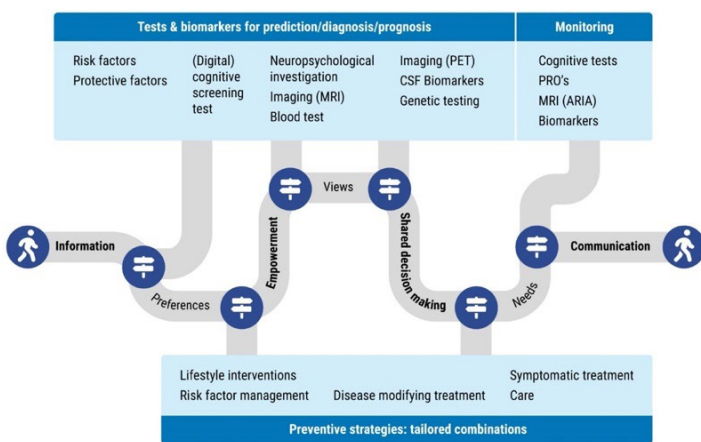 Tests & biomarkers for prediction/diagnosis/prognosis
Monitoring
Risk factors
Protective factors
(Digital)
cognitive
screening
test
Neuropsychological
investigation
Imaging (MRI)
Blood test
Imaging (PET)
CSF Biomarkers
Genetic testing
Cognitive tests
PRO's
MRI (ARIA)
Biomarkers
Information
Preferences
Empowerment
Views
Shared decision making
Needs
Communication
Lifestyle interventions
Risk factor management
Disease modifying treatment
Symptomatic treatment
Care
Preventive strategies: tailored combinations